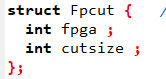 struct Fpcut { /
int fpga ;
int cutsize ;
};